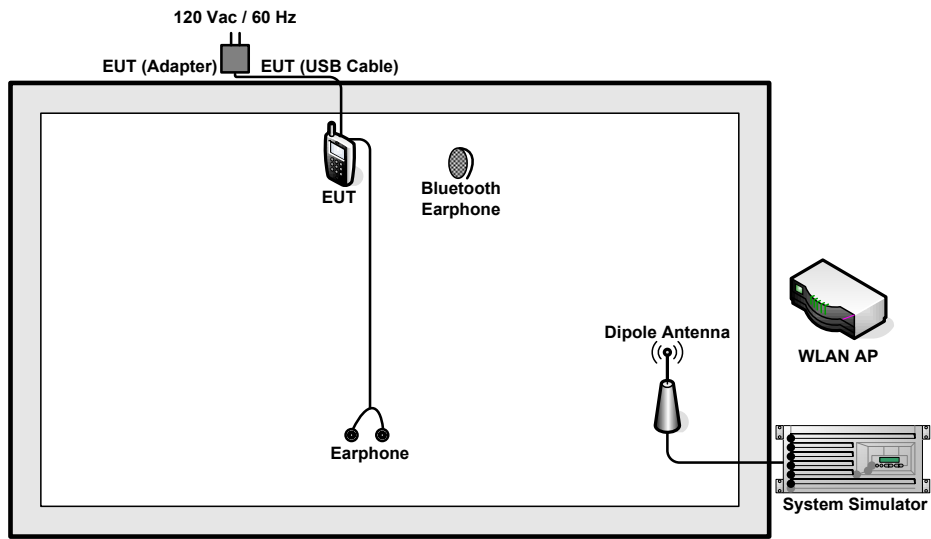 120 Vac / 60 Hz
EUT (Adapter)
EUT (USB Cable)
EUT
Bluetooth
Earphone
Dipole Antenna
WLAN AP
Earphone
System Simulator